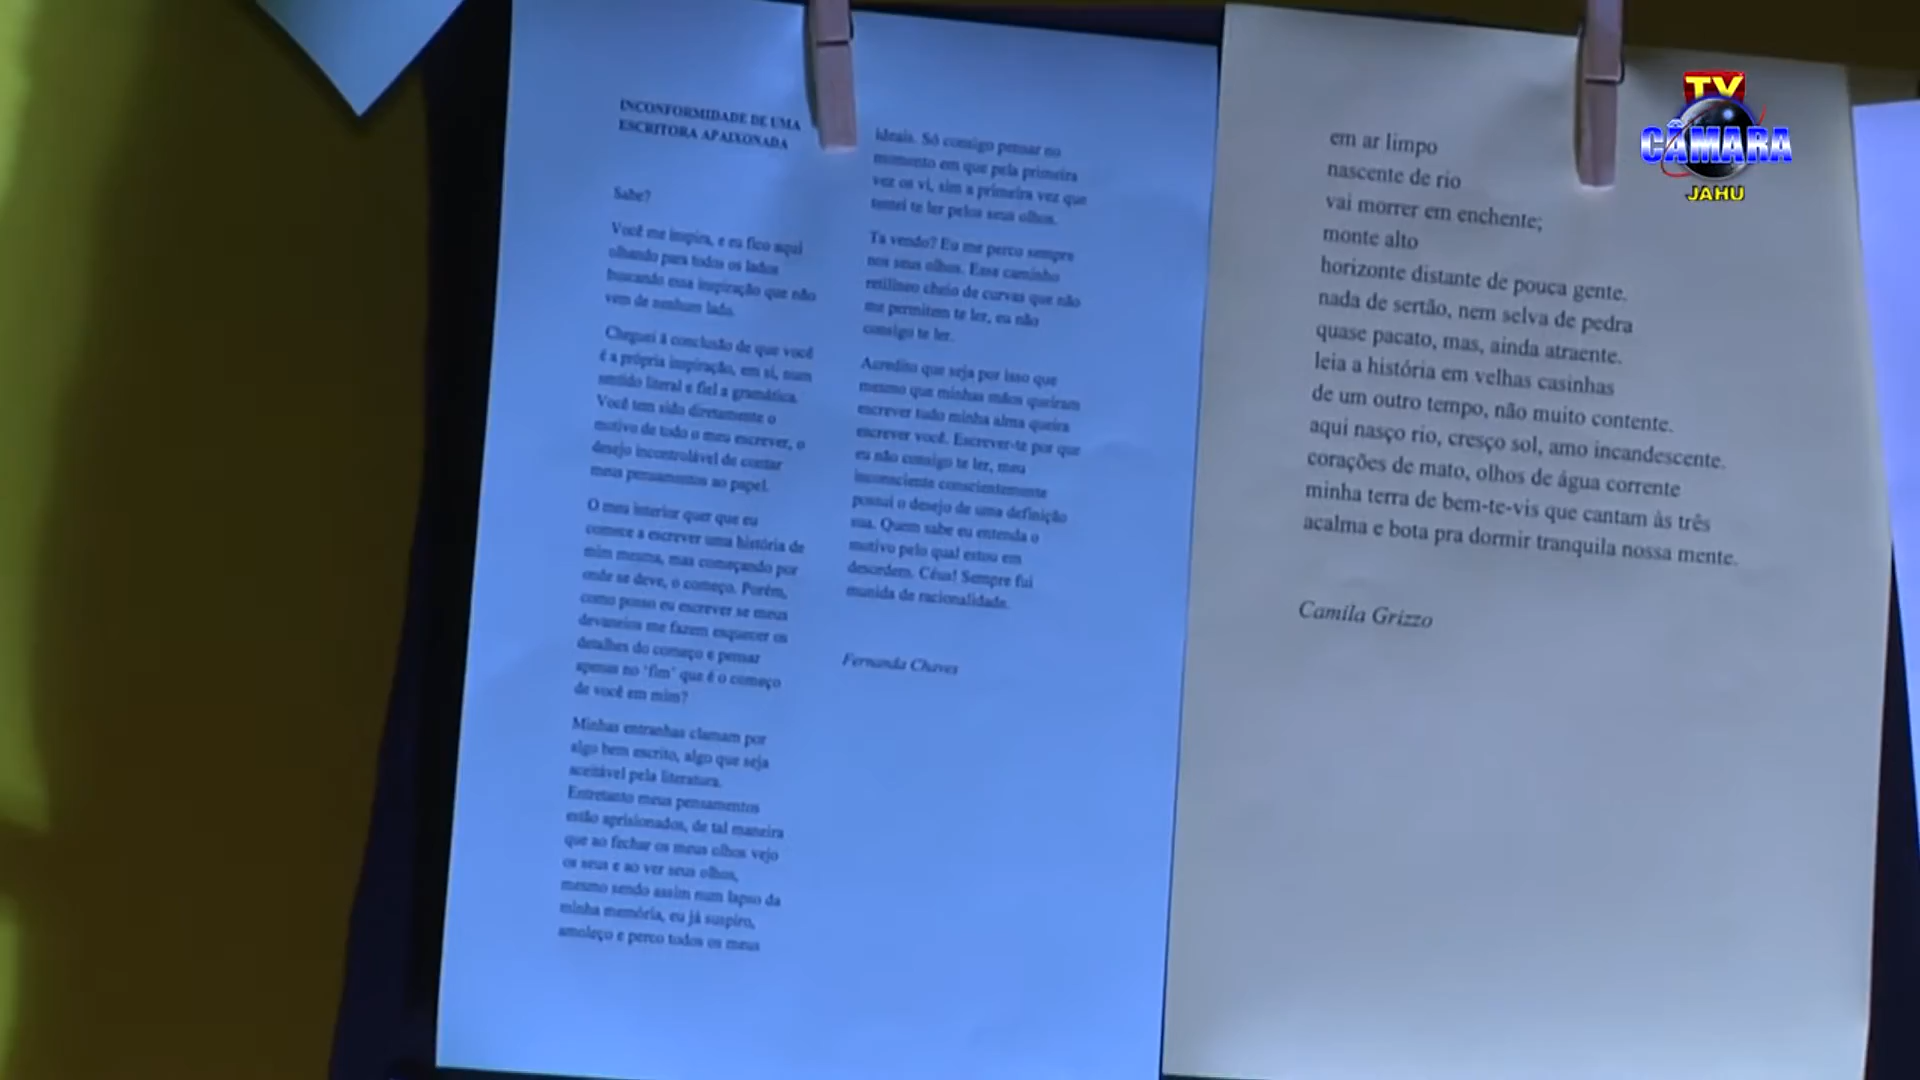 INCONFORMIDADE DE UMA
ESCRITORA APAIXONADA
Sabe?
Você me inspira, e eu fico aqui
olhando para todos os lados
buscando essa inspiração que não
vem de nenhum lado.
Cheguei à conclusão de que você
é a própria inspiração, em si, num
sentido literal e fiel a gramática.
Você tem sido diretamente o
motivo de todo o meu escrever, o
desejo incontrolável de contar
meus pensamentos ao papel.
O meu interior quer que eu
comece a escrever uma história de
mim mesma, mas começando por
onde se deve, o começo. Porém,
como posso eu escrever se meus
devaneios me fazem esquecer os
detalhes do começo e pensar
apenas no "fim" que é o começo
de você em mim?
Minhas entranhas clamam por
algo bem escrito, algo que seja
aceitável pela literatura.
Entretanto meus pensamentos
estão aprisionados, de tal maneira
que ao fechar os meus olhos vejo
os seus e ao ver seus olhos,
mesmo sendo assim num lapso da
minha memória, eu já suspiro,
amoleço e perco todos os meus
ideais. Só consigo pensar no
momento em que pela primeira
vez os vi, sim a primeira vez que
tentei te ler pelos seus olhos.
Ta vendo? Eu me perco sempre
nos seus olhos. Esse caminho
retilíneo cheio de curvas que não
me permitem te ler, eu não
consigo te ler.
Acredito que seja por isso que
mesmo que minhas mãos queiram
escrever tudo minha alma queira
escrever você. Escrever-te por que
eu não consigo te ler, meu
inconsciente conscientemente
possui o desejo de uma definição
sua. Quem sabe eu entenda o
motivo pelo qual estou em
desordem. Céus! Sempre fui
munida de racionalidade.
Fernanda Chaves
em ar limpo
nascente de rio
vai morrer em enchente;
monte alto
horizonte distante de pouca gente.
nada de sertão, nem selva de pedra
quase pacato, mas, ainda atraente.
leia a história em velhas casinhas
de um outro tempo, não muito contente.
aqui nasço rio, cresço sol, amo incandescente.
corações de mato, olhos de água corrente
minha terra de bem-te-vis que cantam às três
acalma e bota pra dormir tranquila nossa mente.
Camila Grizzo
TV
CÂMARA
JAHU